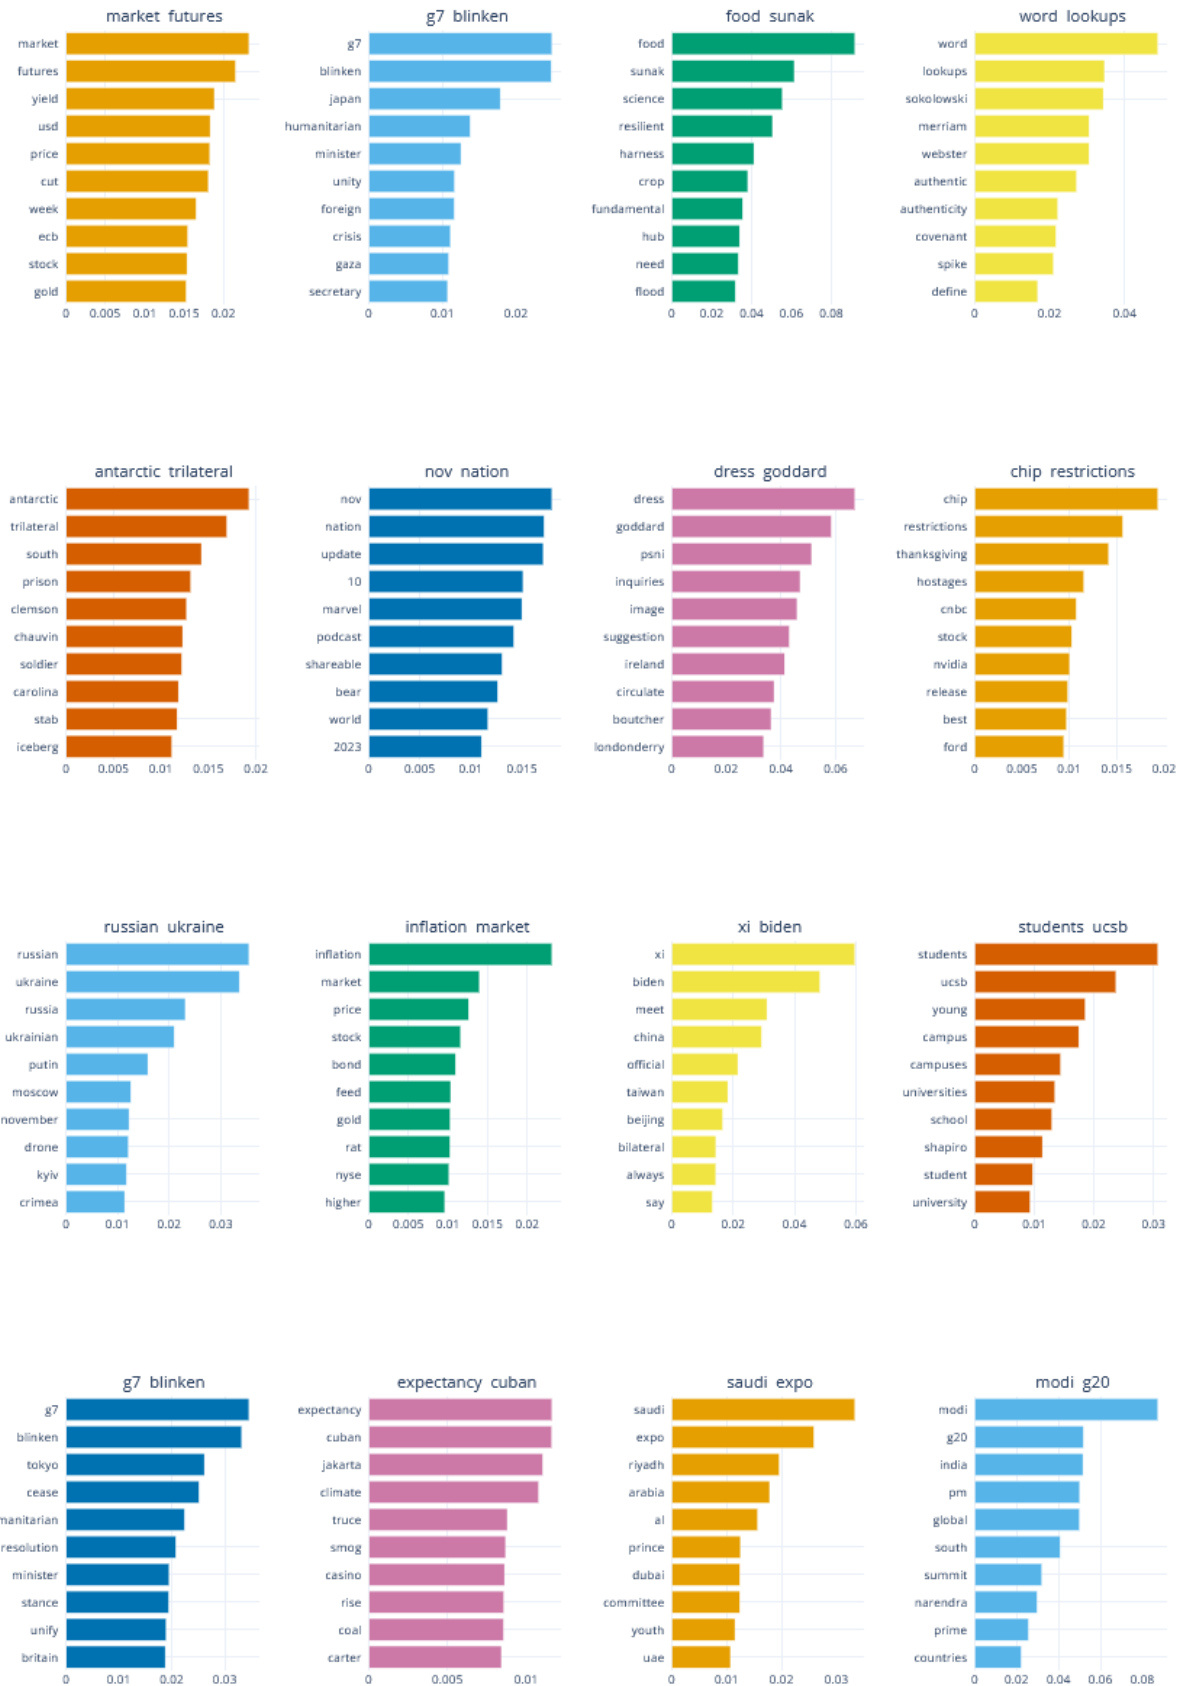 market futures
market
futures
yield
usd
price
cut
week
ecb
stock
gold
0 0.005 0.01 0.015 0.02
g7 blinken
g7
blinken
japan
humanitarian
minister
unity
foreign
crisis
gaza
secretary
0 0.01 0.02
food sunak
food
sunak
science
resilient
harness
crop
fundamental
hub
need
flood
0 0.02 0.04 0.06 0.08
word lookups
word
lookups
sokolowski
merriam
webster
authentic
authenticity
covenant
spike
define
0 0.02 0.04
antarctic trilateral
antarctic
trilateral
south
prison
clemson
chauvin
soldier
carolina
stab
iceberg
0 0.005 0.01 0.015 0.02
nov nation
nov
nation
update
10
marvel
podcast
shareable
bear
world
2023
0 0.005 0.01 0.015
dress goddard
dress
goddard
psni
inquiries
image
suggestion
ireland
circulate
boutcher
londonderry
0 0.02 0.04 0.06
chip restrictions
chip
restrictions
thanksgiving
hostages
cnbc
stock
nvidia
release
best
ford
0 0.005 0.01 0.015 0.02
russian ukraine
russian
ukraine
russia
ukrainian
putin
moscow
november
drone
kyiv
crimea
0 0.01 0.02 0.03
inflation market
inflation
market
price
stock
bond
feed
gold
rat
nyse
higher
0 0.005 0.01 0.015 0.02
xi biden
xi
biden
meet
china
official
taiwan
beijing
bilateral
always
say
0 0.02 0.04 0.06
students ucsb
students
ucsb
young
campus
campuses
universities
school
shapiro
student
university
0 0.01 0.02 0.03
g7 blinken
g7
blinken
tokyo
cease
manitarian
resolution
minister
stance
unify
britain
0 0.01 0.02 0.03
expectancy cuban
expectancy
cuban
jakarta
climate
truce
smog
casino
rise
coal
carter
0 0.005 0.01
saudi expo
saudi
expo
riyadh
arabia
al
prince
dubai
committee
youth
uae
0 0.01 0.02 0.03
modi g20
modi
g20
india
pm
global
south
summit
narendra
prime
countries
0 0.02 0.04 0.06 0.08